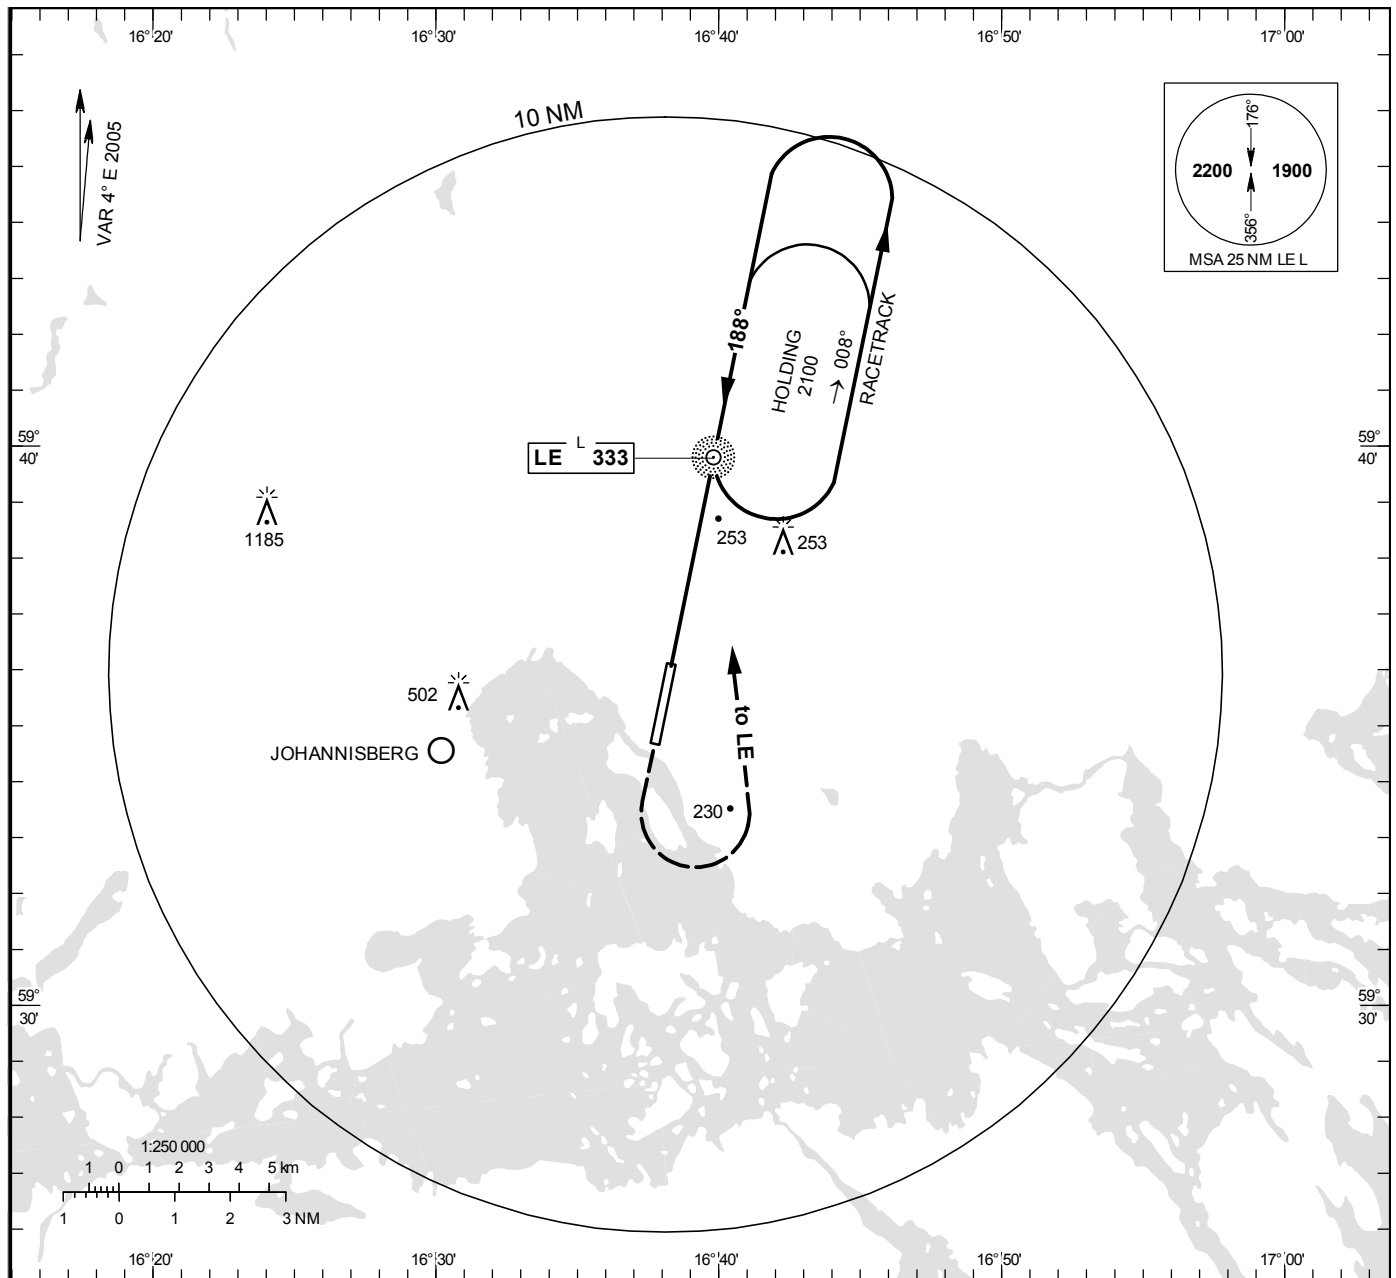 16° 20' 16° 30' 16° 40' 16° 50' 17° 00'
10 NM
VAR 4° E 2005
176°
2200 1900
356°
MSA 25 NM LE L
188°
HOLDING
2100
→ 008°
RACETRACK
59°
40'
59°
40'
L
LE 333
253
253
1185
502
JOHANNISBERG
to LE
230
59°
30'
59°
30'
1:250 000
1 0 1 2 3 4 5 km
1 0 1 2 3 NM
16° 20' 16° 30' 16° 40' 16° 50' 17° 00'